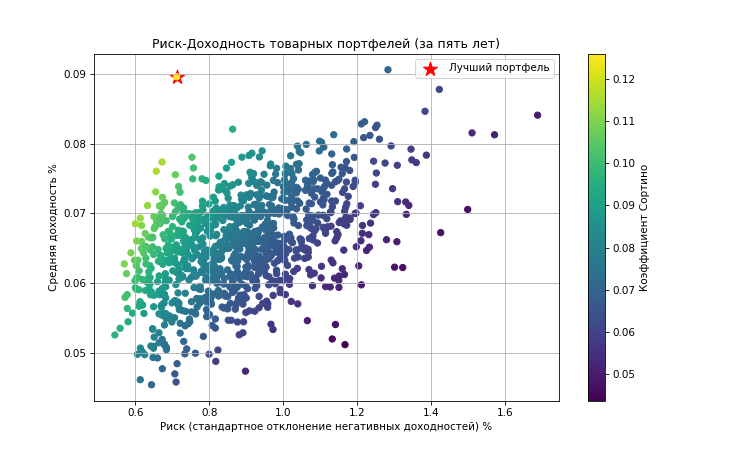 Риск-Доходность товарных портфелей (за пять лет)
Лучший портфель
Средняя доходность %
0.09
0.08
0.07
0.06
0.05
0.6 0.8 1.0 1.2 1.4 1.6
Риск (стандартное отклонение негативных доходностей) %
0.12
0.11
0.10
0.09
0.08
0.07
0.06
0.05
Коэффициент Сортино